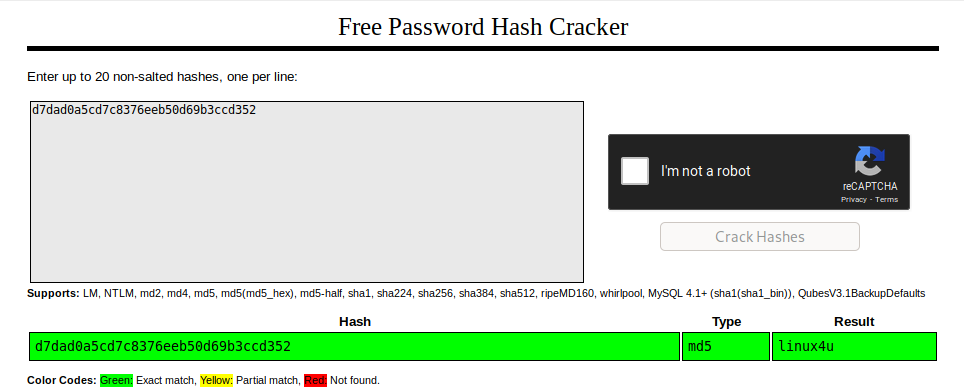 Free Password Hash Cracker
Enter up to 20 non-salted hashes, one per line:
d7dad0a5cd7c8376eeb50d69b3ccd352
I'm not a robot
reCAPTCHA
Privacy - Terms
Crack Hashes
Supports: LM, NTLM, md2, md4, md5, md5(md5_hex), md5-half, sha1, sha224, sha256, sha384, sha512, ripeMD160, whirlpool, MySQL 4.1+ (sha1(sha1_bin)), QubesV3.1BackupDefaults
Hash Type Result
d7dad0a5cd7c8376eeb50d69b3ccd352 md5 linux4u
Color Codes: Green: Exact match, Yellow: Partial match, Red: Not found.